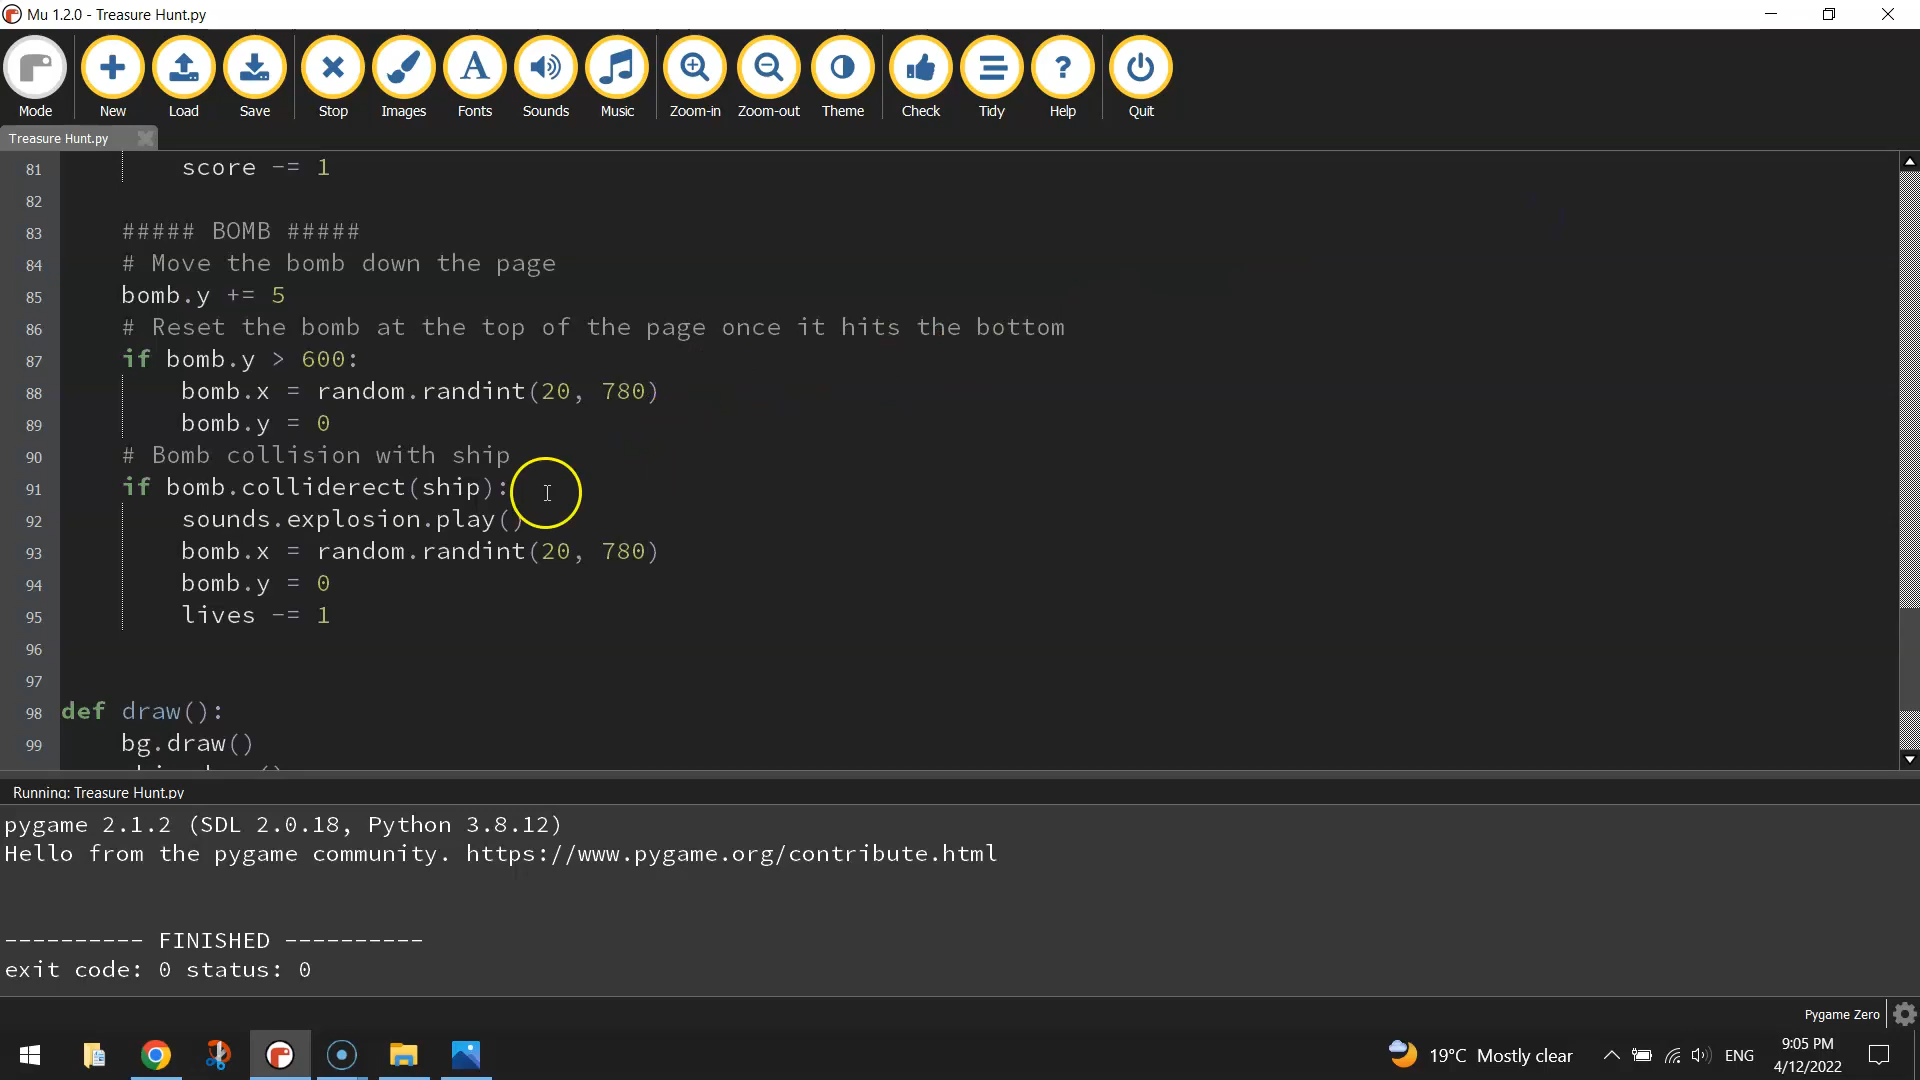 Mu 1.2.0 - Treasure Hunt.py
Mode New Load Save Stop Images Fonts Sounds Music Zoom-in Zoom-out Theme Check Tidy Help Quit
Treasure Hunt.py
81 score -= 1
82
83 ##### BOMB #####
84 # Move the bomb down the page
85 bomb.y += 5
86 # Reset the bomb at the top of the page once it hits the bottom
87 if bomb.y > 600:
88 bomb.x = random.randint(20, 780)
89 bomb.y = 0
90 # Bomb collision with ship
91 if bomb.colliderect(ship):
92 sounds.explosion.play()
93 bomb.x = random.randint(20, 780)
94 bomb.y = 0
95 lives -= 1
96
97
98 def draw():
99 bg.draw()
Running: Treasure Hunt.py
pygame 2.1.2 (SDL 2.0.18, Python 3.8.12)
Hello from the pygame community. https://www.pygame.org/contribute.html
---------- FINISHED ----------
exit code: 0 status: 0
Pygame Zero
19°C Mostly clear
ENG
9:05 PM
4/12/2022